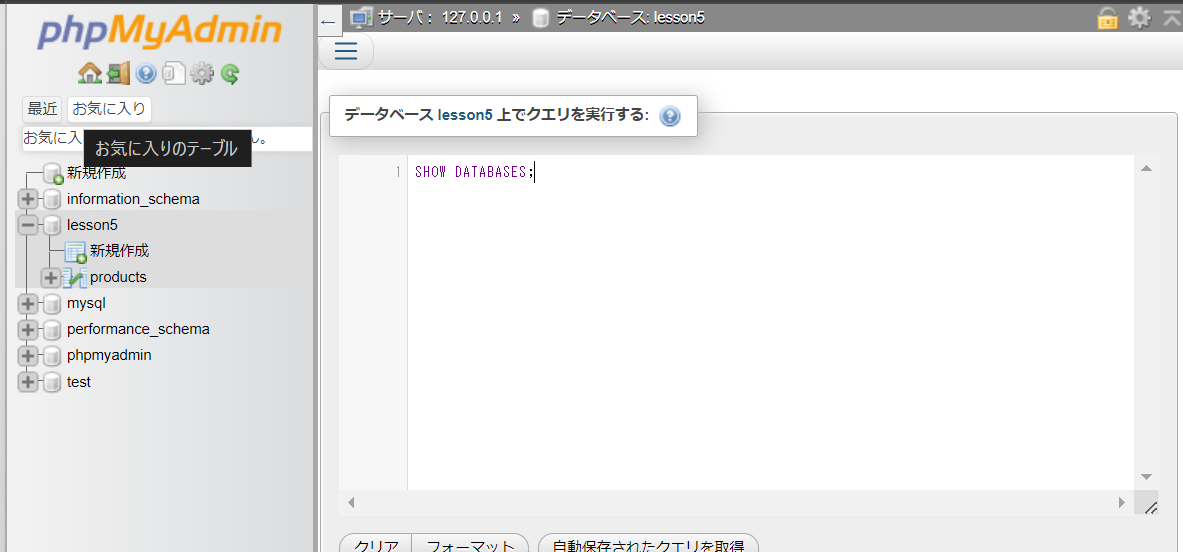 phpMyAdmin
最近 お気に入り
お気に入 ん。
お気に入りのテーブル
新規作成
information_schema
lesson5
新規作成
products
mysql
performance_schema
phpmyadmin
test
← サーバ: 127.0.0.1 » データベース: lesson5
データベース lesson5 上でクエリを実行する:
1 SHOW DATABASES;
クリア フォーマット 自動保存されたクエリを取得